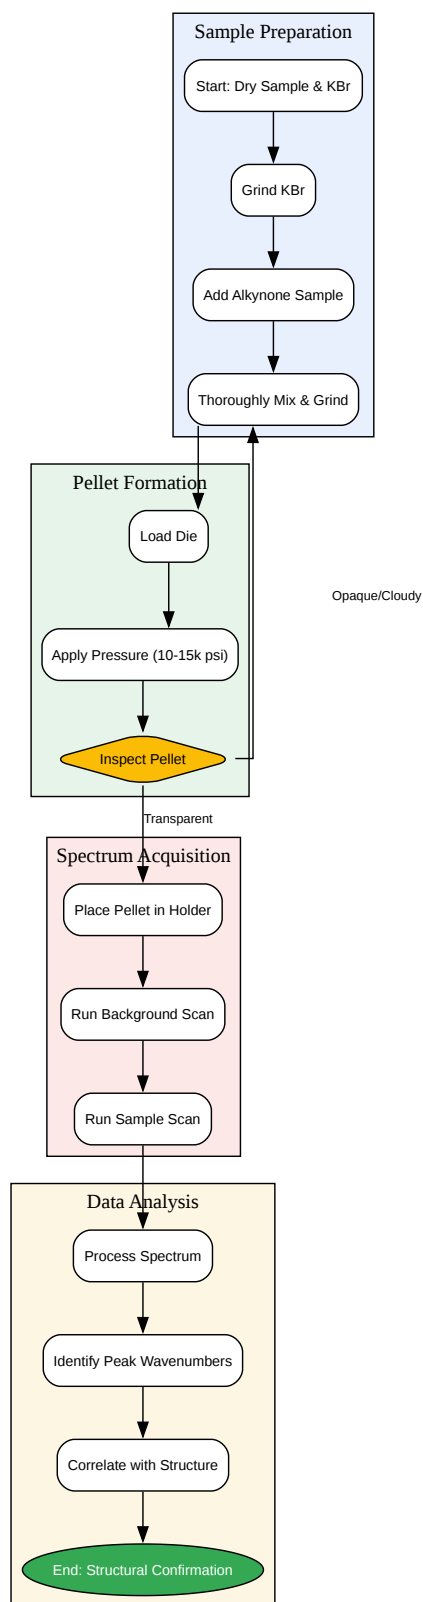 Sample Preparation
Start: Dry Sample & KBr
Grind KBr
Add Alkynone Sample
Thoroughly Mix & Grind
Pellet Formation
Load Die
Opaque/Cloudy
Apply Pressure (10-15k psi)
Inspect Pellet
Transparent
Spectrum Acquisition
Place Pellet in Holder
Run Background Scan
Run Sample Scan
Data Analysis
Process Spectrum
Identify Peak Wavenumbers
Correlate with Structure
End: Structural Confirmation